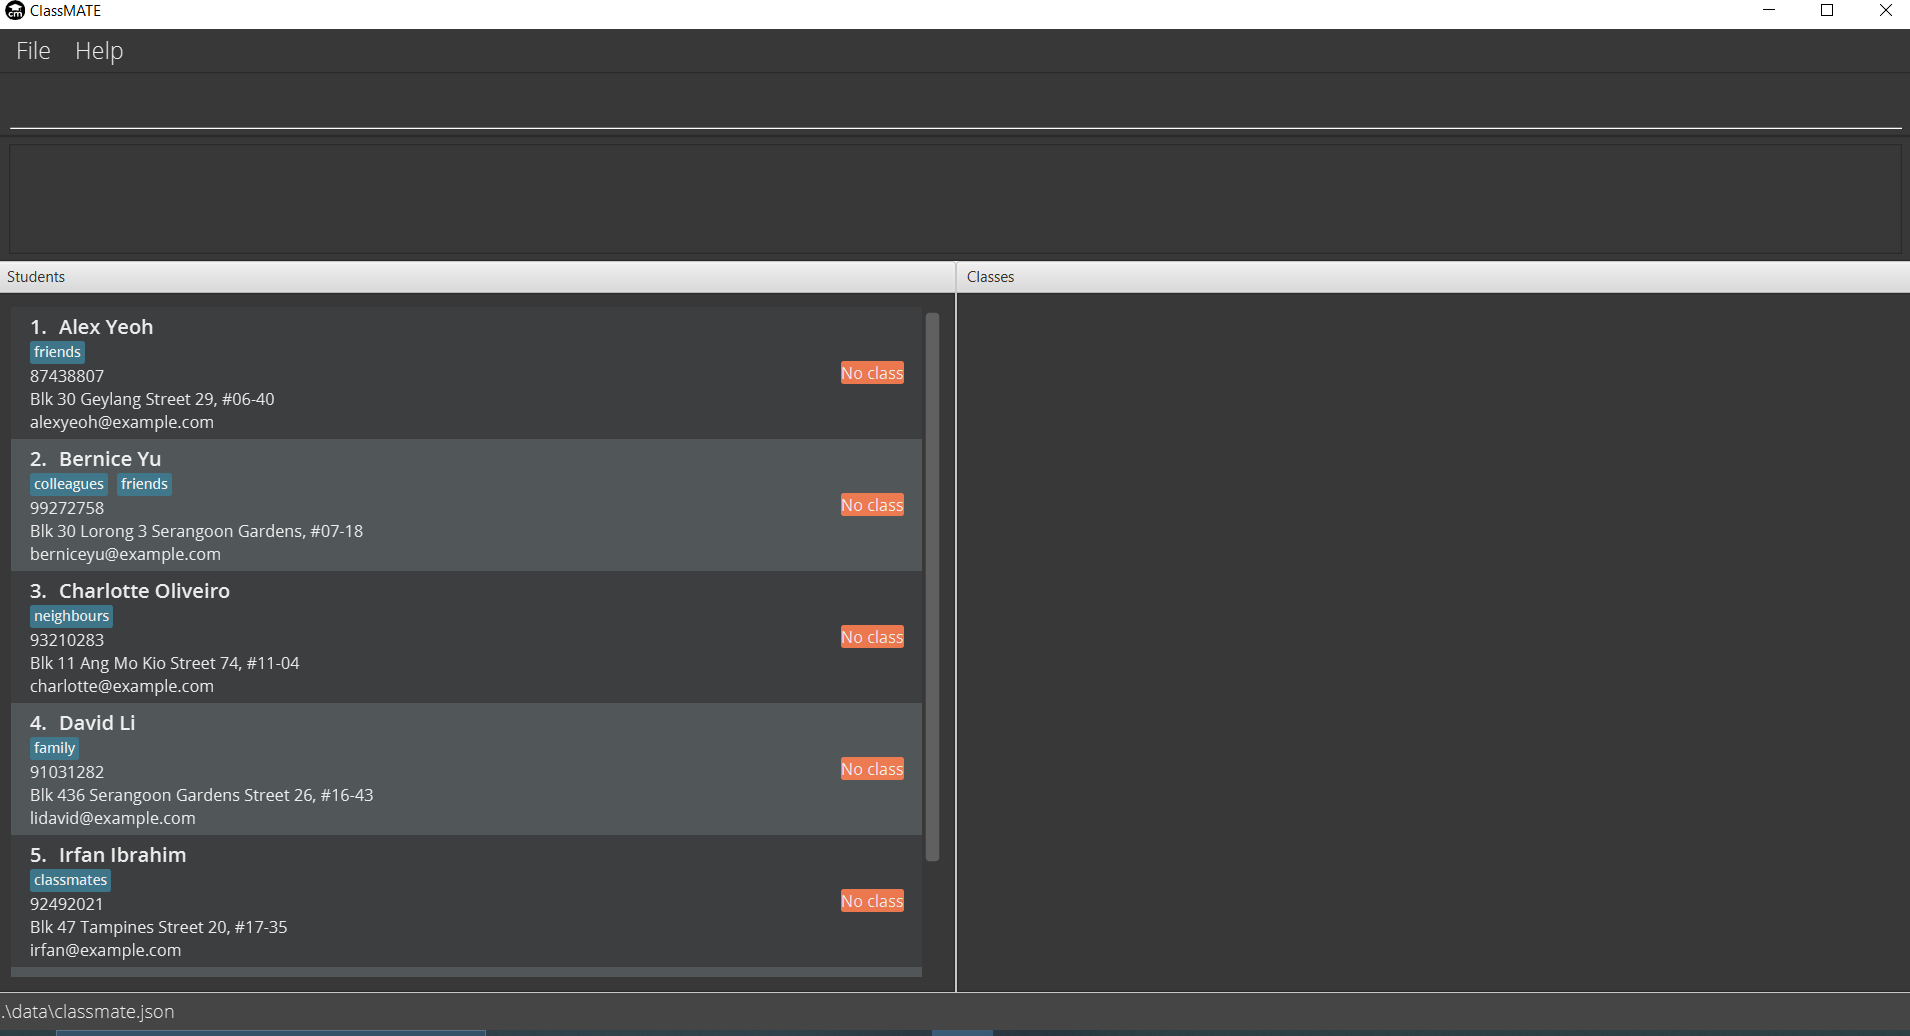 ClassMATE
File Help
Students
Classes
1. Alex Yeoh
friends
87438807
No class
Blk 30 Geylang Street 29, #06-40
alexyeoh@example.com
2. Bernice Yu
colleagues friends
99272758
No class
Blk 30 Lorong 3 Serangoon Gardens, #07-18
berniceyu@example.com
3. Charlotte Oliveiro
neighbours
93210283
No class
Blk 11 Ang Mo Kio Street 74, #11-04
charlotte@example.com
4. David Li
family
91031282
No class
Blk 436 Serangoon Gardens Street 26, #16-43
lidavid@example.com
5. Irfan Ibrahim
classmates
92492021
No class
Blk 47 Tampines Street 20, #17-35
irfan@example.com
.\data\classmate.json